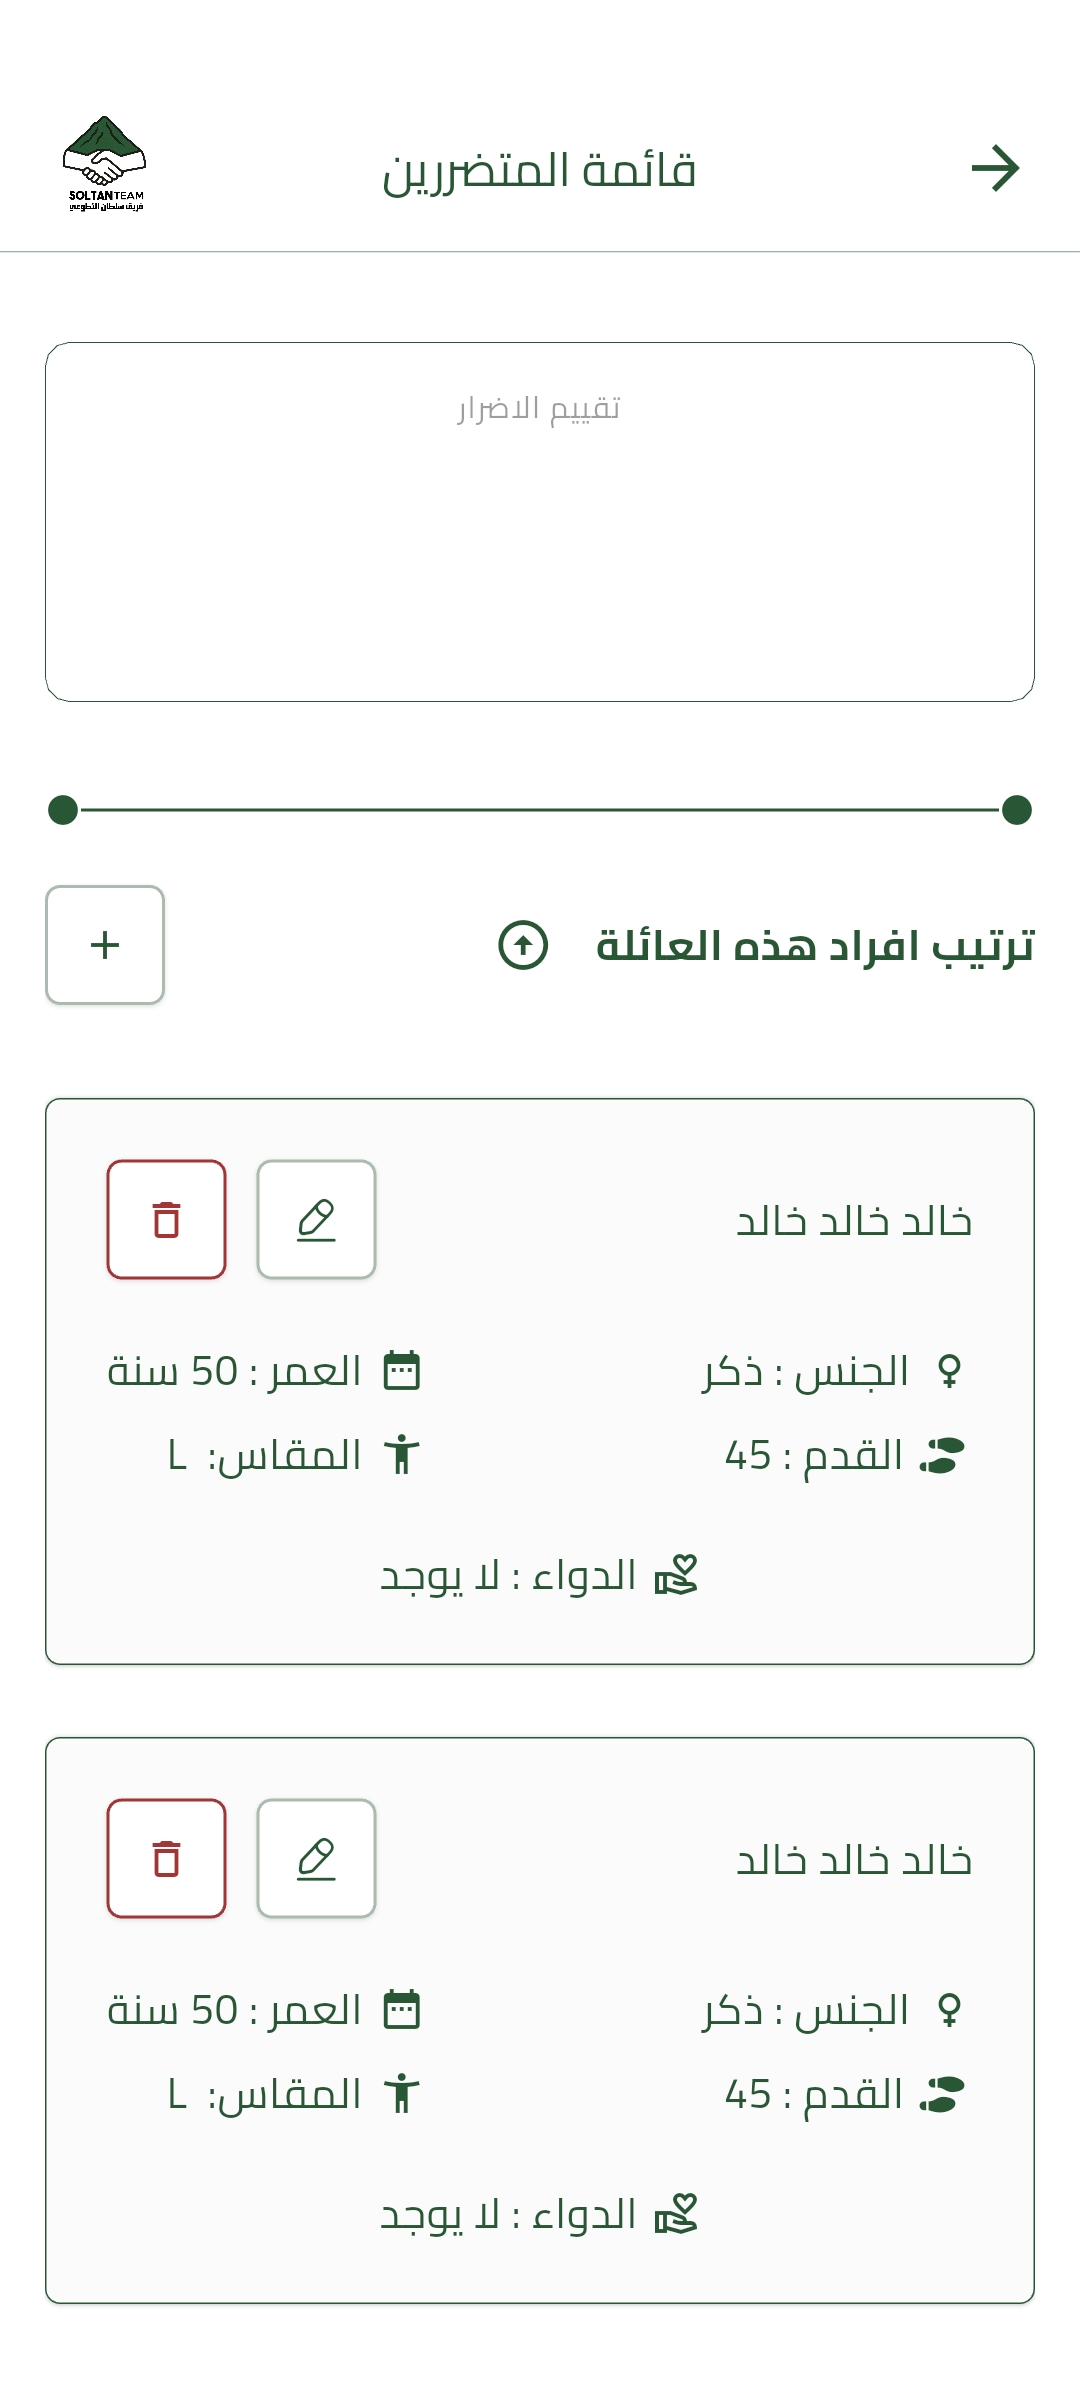 قائمة المتضررين
SOLTANTEAM
فريق سلطان التطوعي
تقييم الاضرار
ترتيب افراد هذه العائلة
خالد خالد خالد
الجنس : ذكر
العمر : 50 سنة
القدم : 45
المقاس: L
الدواء : لا يوجد
خالد خالد خالد
الجنس : ذكر
العمر : 50 سنة
القدم : 45
المقاس: L
الدواء : لا يوجد